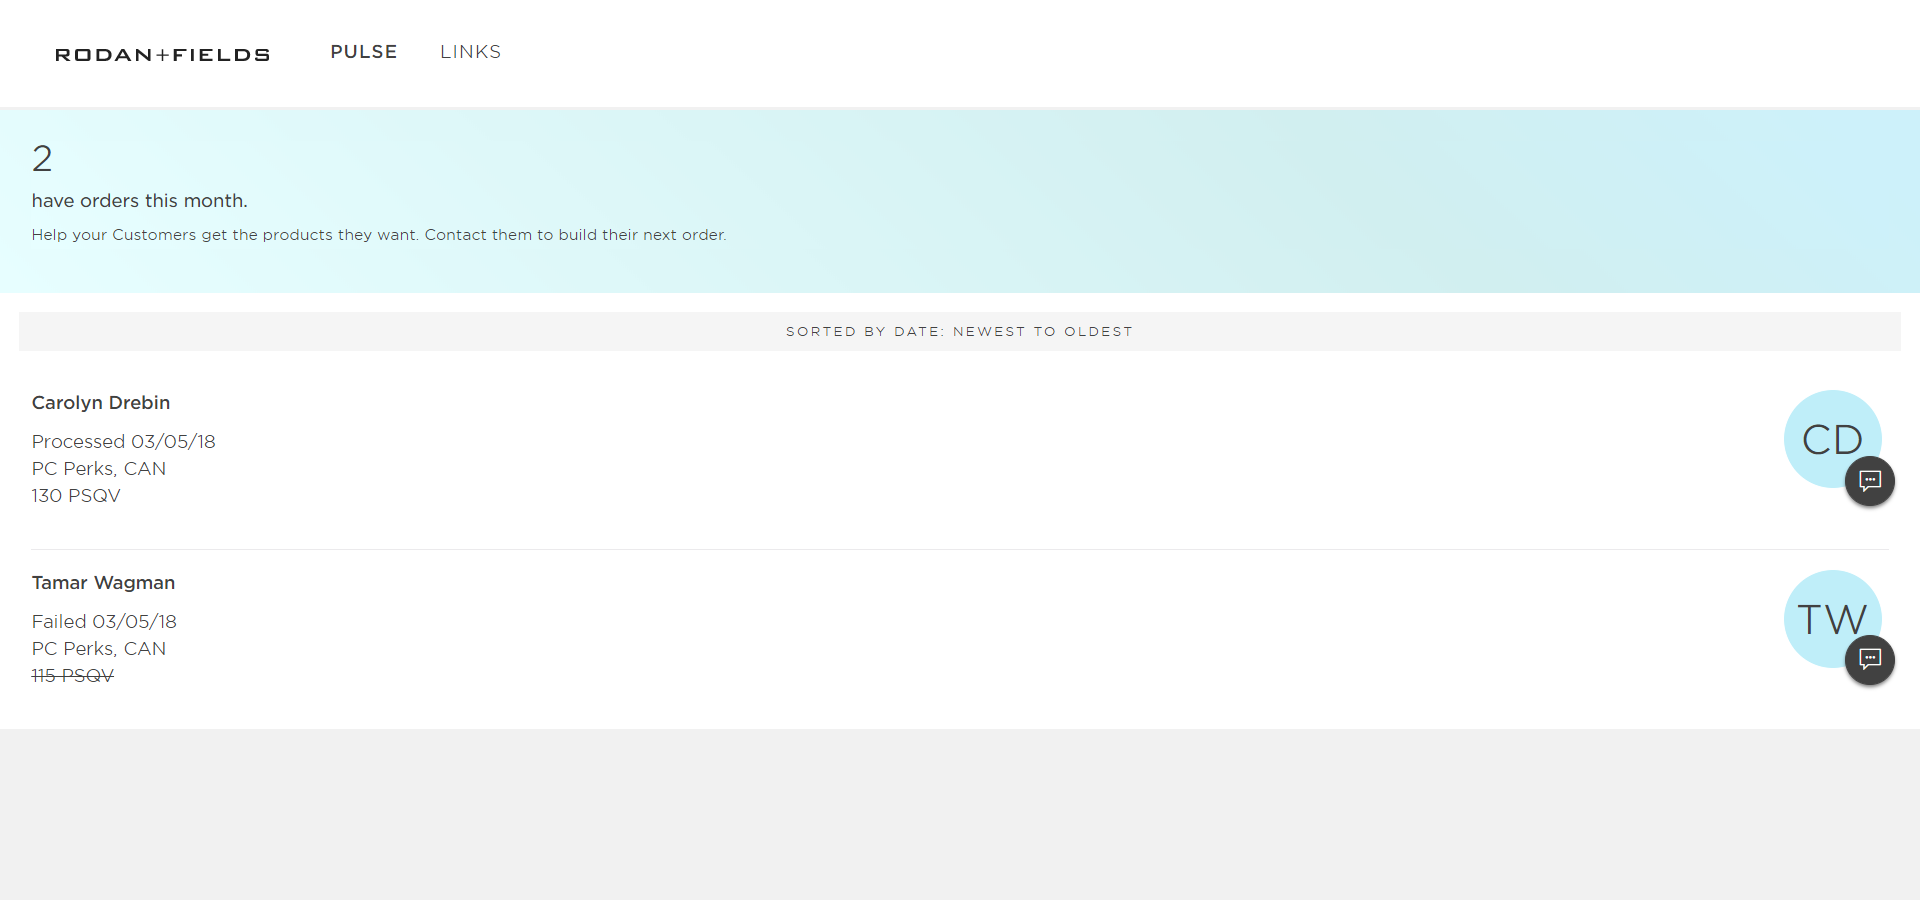 RODAN+FIELDS PULSE LINKS
2
have orders this month.
Help your Customers get the products they want. Contact them to build their next order.
SORTED BY DATE: NEWEST TO OLDEST
Carolyn Drebin
Processed 03/05/18
PC Perks, CAN
130 PSQV
CD
Tamar Wagman
Failed 03/05/18
PC Perks, CAN
115 PSQV
TW